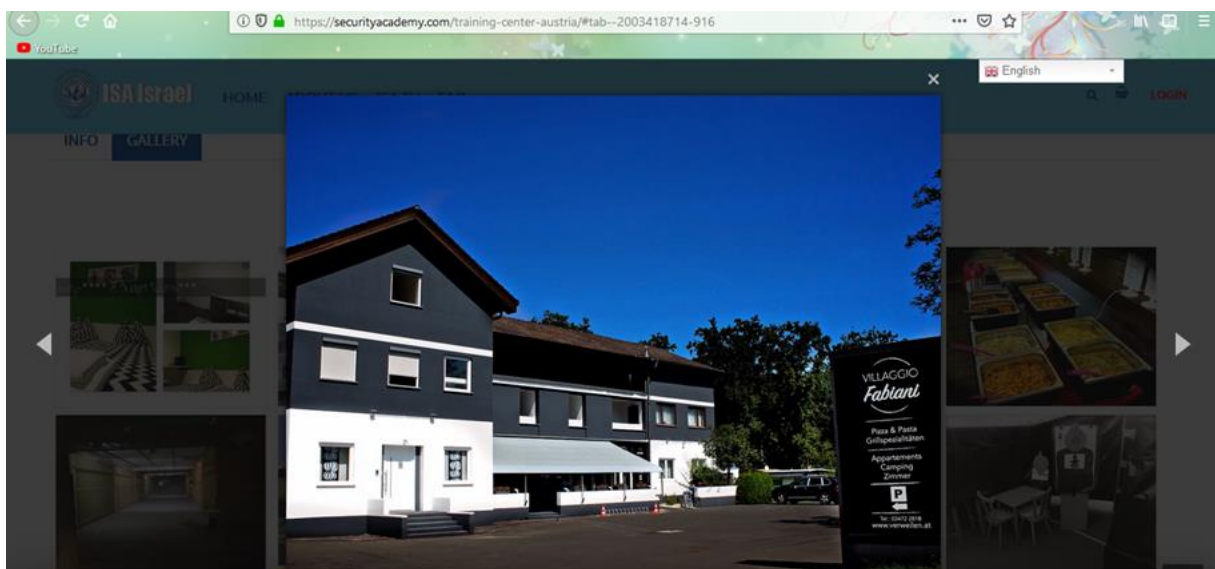 https://securityacademy.com/training-center-austria/#tab--2003418714-916
YouTube
English
ISA Israel
HOME
LOGIN
INFO GALLERY
VILLAGGIO
Fabiani
Pizza & Pasta
Grillspezialitäten
Appartements
Camping
Zimmer
P
www.verweilen.at